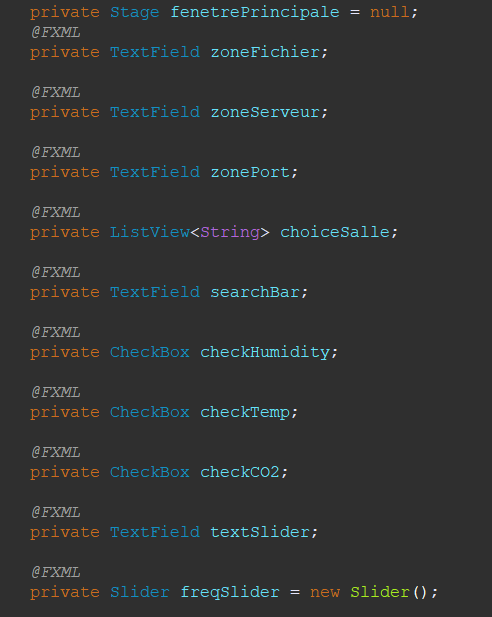 private Stage fenetrePrincipale = null;
@FXML
private TextField zoneFichier;
@FXML
private TextField zoneServeur;
@FXML
private TextField zonePort;
@FXML
private ListView<String> choiceSalle;
@FXML
private TextField searchBar;
@FXML
private CheckBox checkHumidity;
@FXML
private CheckBox checkTemp;
@FXML
private CheckBox checkCO2;
@FXML
private TextField textSlider;
@FXML
private Slider freqSlider = new Slider();